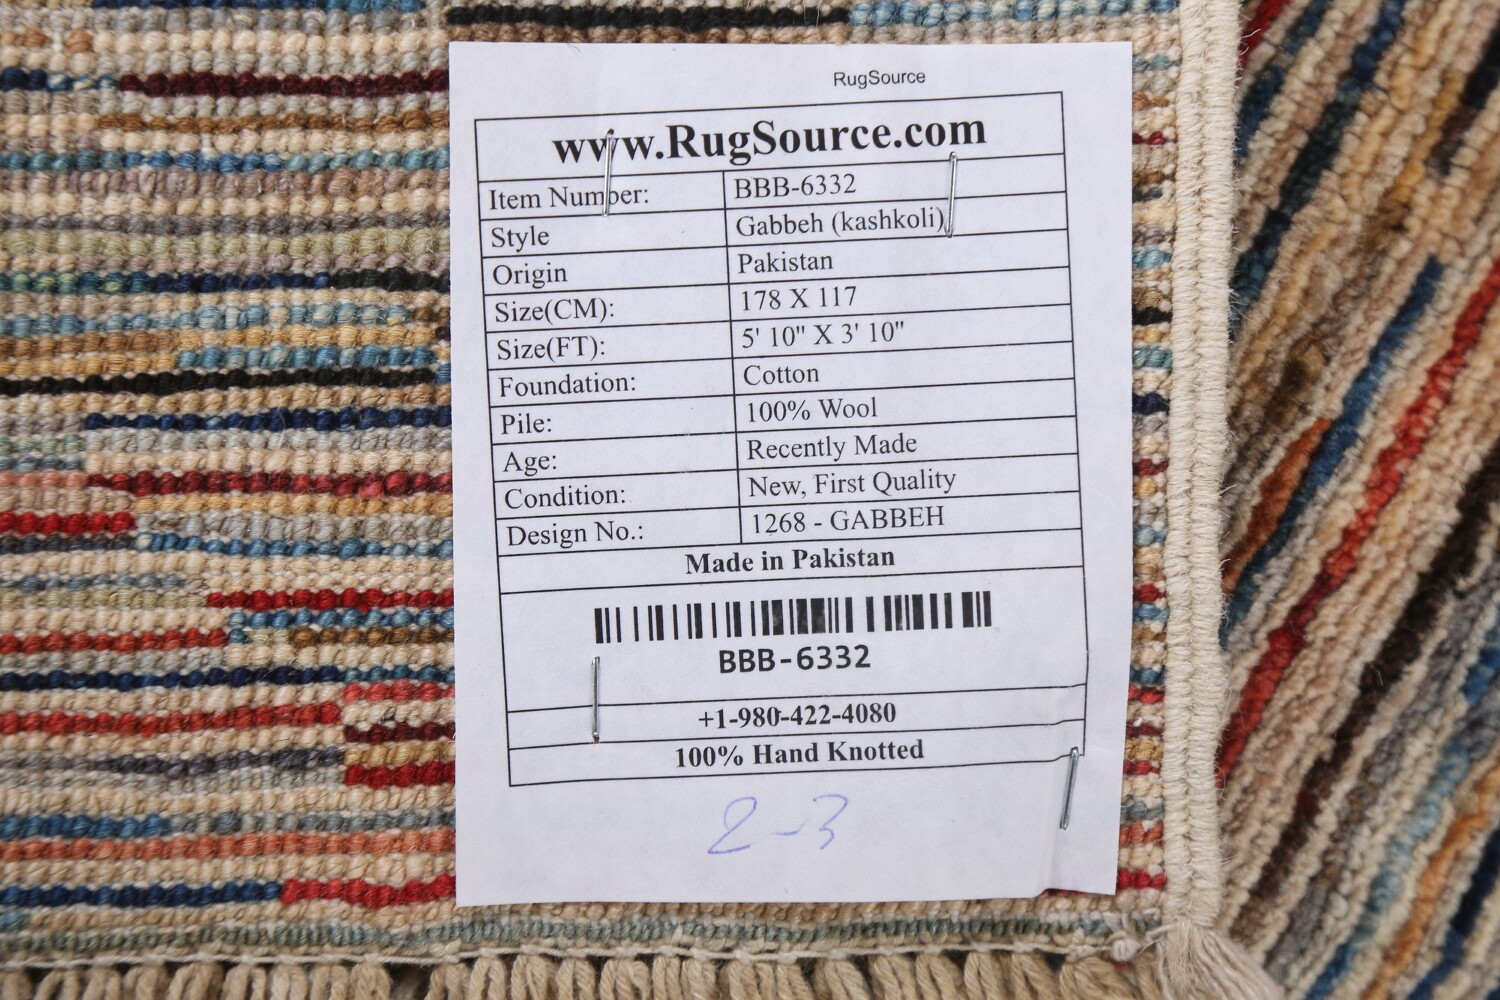 RugSource
www.RugSource.com
Item Number: BBB-6332
Style Gabbeh (kashkoli)
Origin Pakistan
Size(CM): 178 X 117
Size(FT): 5' 10" X 3' 10"
Foundation: Cotton
Pile: 100% Wool
Age: Recently Made
Condition: New, First Quality
Design No.: 1268 - GABBEH
Made in Pakistan
BBB-6332
+1-980-422-4080
100% Hand Knotted
2-3